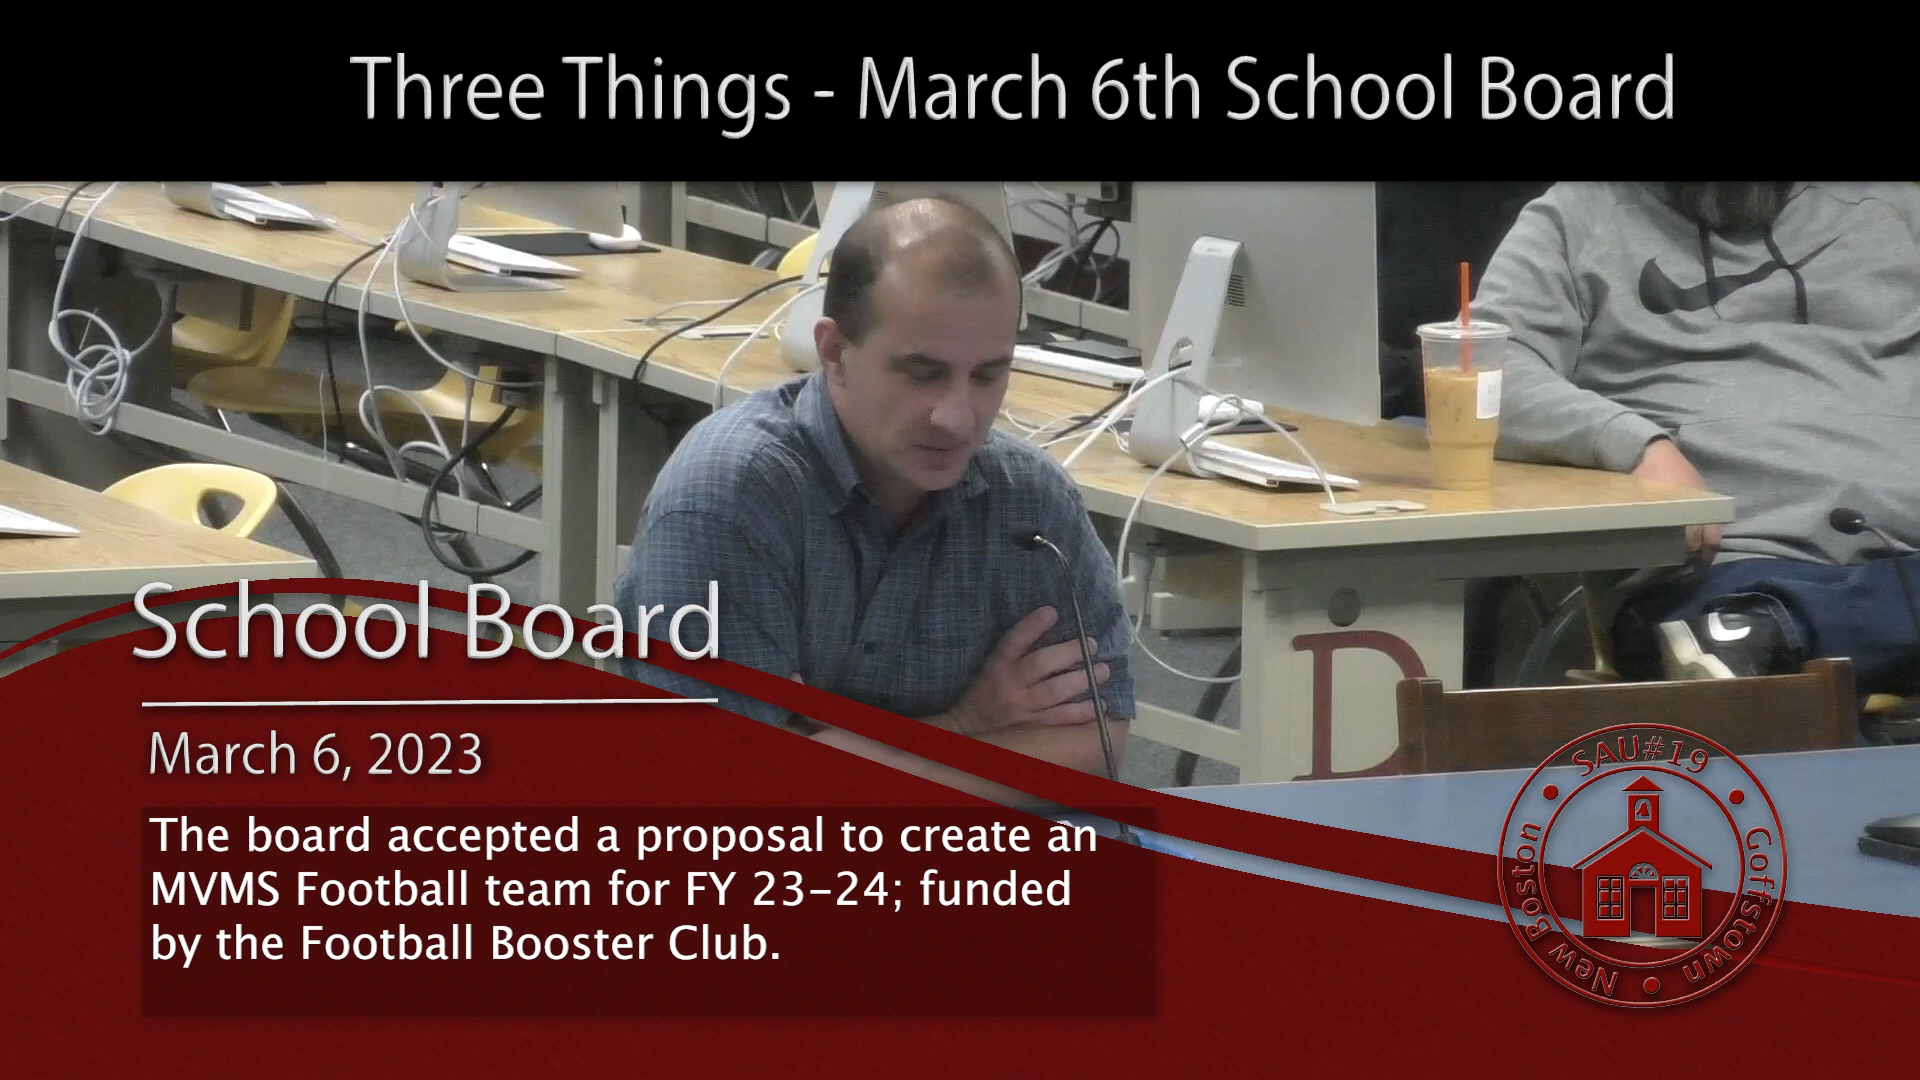 Three Things - March 6th School Board
School Board
March 6, 2023
The board accepted a proposal to create an
MVMS Football team for FY 23-24; funded
by the Football Booster Club.
D
SAU#19
New Boston • Goffstown